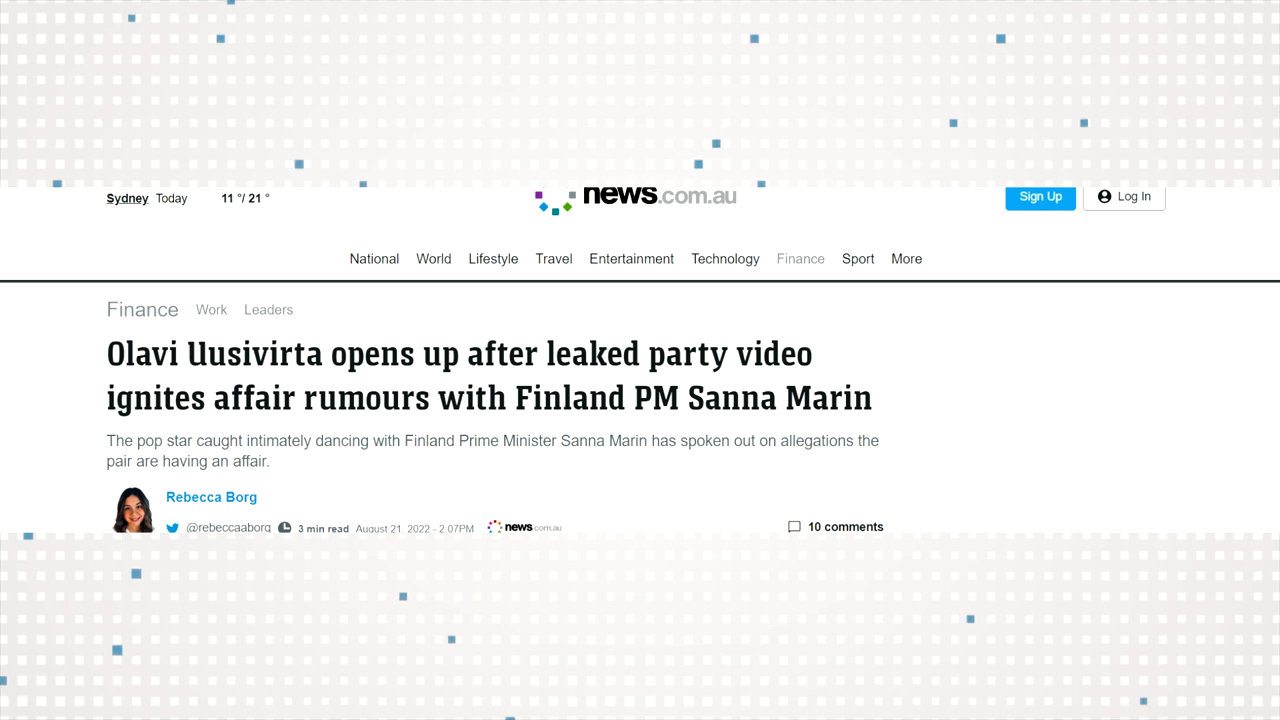 Sydney Today 11 °/ 21 ° news.com.au Sign Up Log In
National World Lifestyle Travel Entertainment Technology Finance Sport More
Finance Work Leaders
Olavi Uusivirta opens up after leaked party video
ignites affair rumours with Finland PM Sanna Marin
The pop star caught intimately dancing with Finland Prime Minister Sanna Marin has spoken out on allegations the
pair are having an affair.
Rebecca Borg
@rebeccaaborg 3 min read August 21, 2022 - 2:07PM news.com.au 10 comments